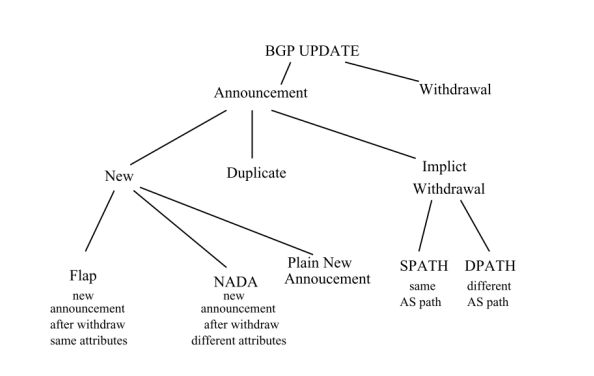 BGP UPDATE
Announcement
Withdrawal
New
Duplicate
Implict
Withdrawal
Flap
new
announcement
after withdraw
same attributes
NADA
new
announcement
after withdraw
different attributes
Plain New
Annoucement
SPATH
same
AS path
DPATH
different
AS path